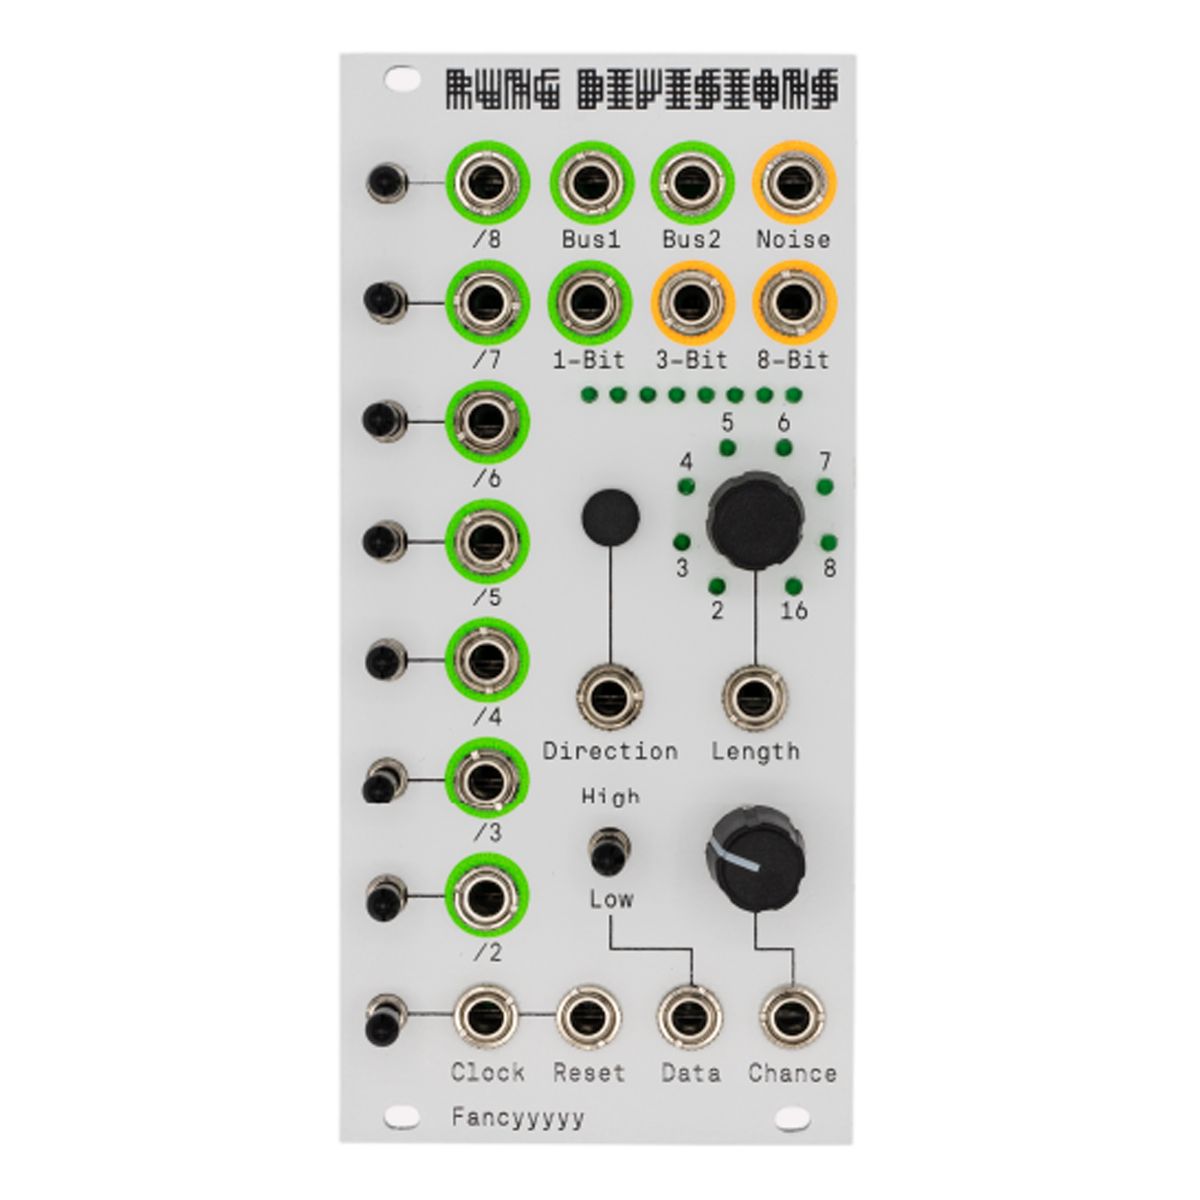 RUNG DIVISIONS
/8 Bus1 Bus2 Noise
/7 1-Bit 3-Bit 8-Bit
5 6
4 7
/6
3 8
/5 2 16
/4
Direction Length
High
/3
Low
/2
Clock Reset Data Chance
Fancyyyyy